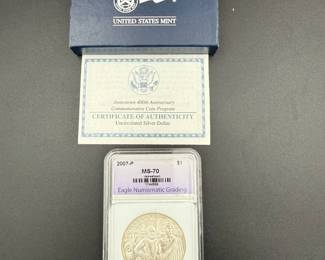 UNITED STATES MINT
Jamestown 400th Anniversary
Commemorative Coin Program
CERTIFICATE OF AUTHENTICITY
Uncirculated Silver Dollar
2007-P
$1
MS-70
Eagle Numismatic Grading